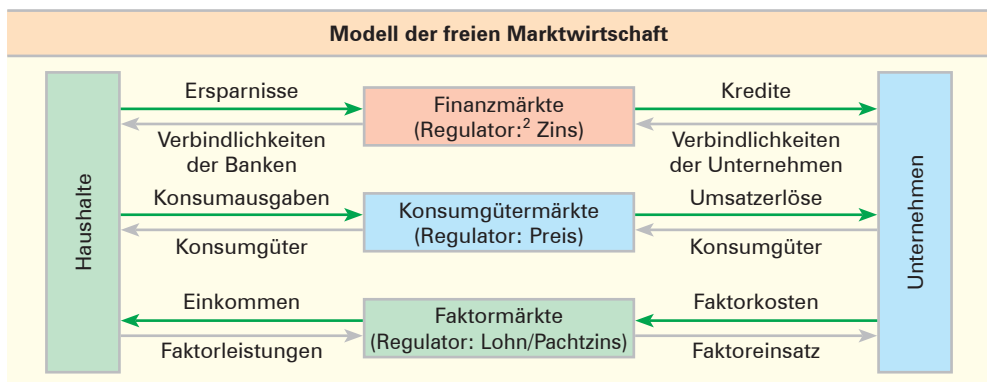 Modell der freien Marktwirtschaft
Haushalte
Ersparnisse
Verbindlichkeiten
der Banken
Finanzmärkte
(Regulator:² Zins)
Kredite
Verbindlichkeiten
der Unternehmen
Konsumausgaben
Konsumgüter
Konsumgütermärkte
(Regulator: Preis)
Umsatzerlöse
Konsumgüter
Einkommen
Faktorleistungen
Faktormärkte
(Regulator: Lohn/Pachtzins)
Faktorkosten
Faktoreinsatz
Unternehmen